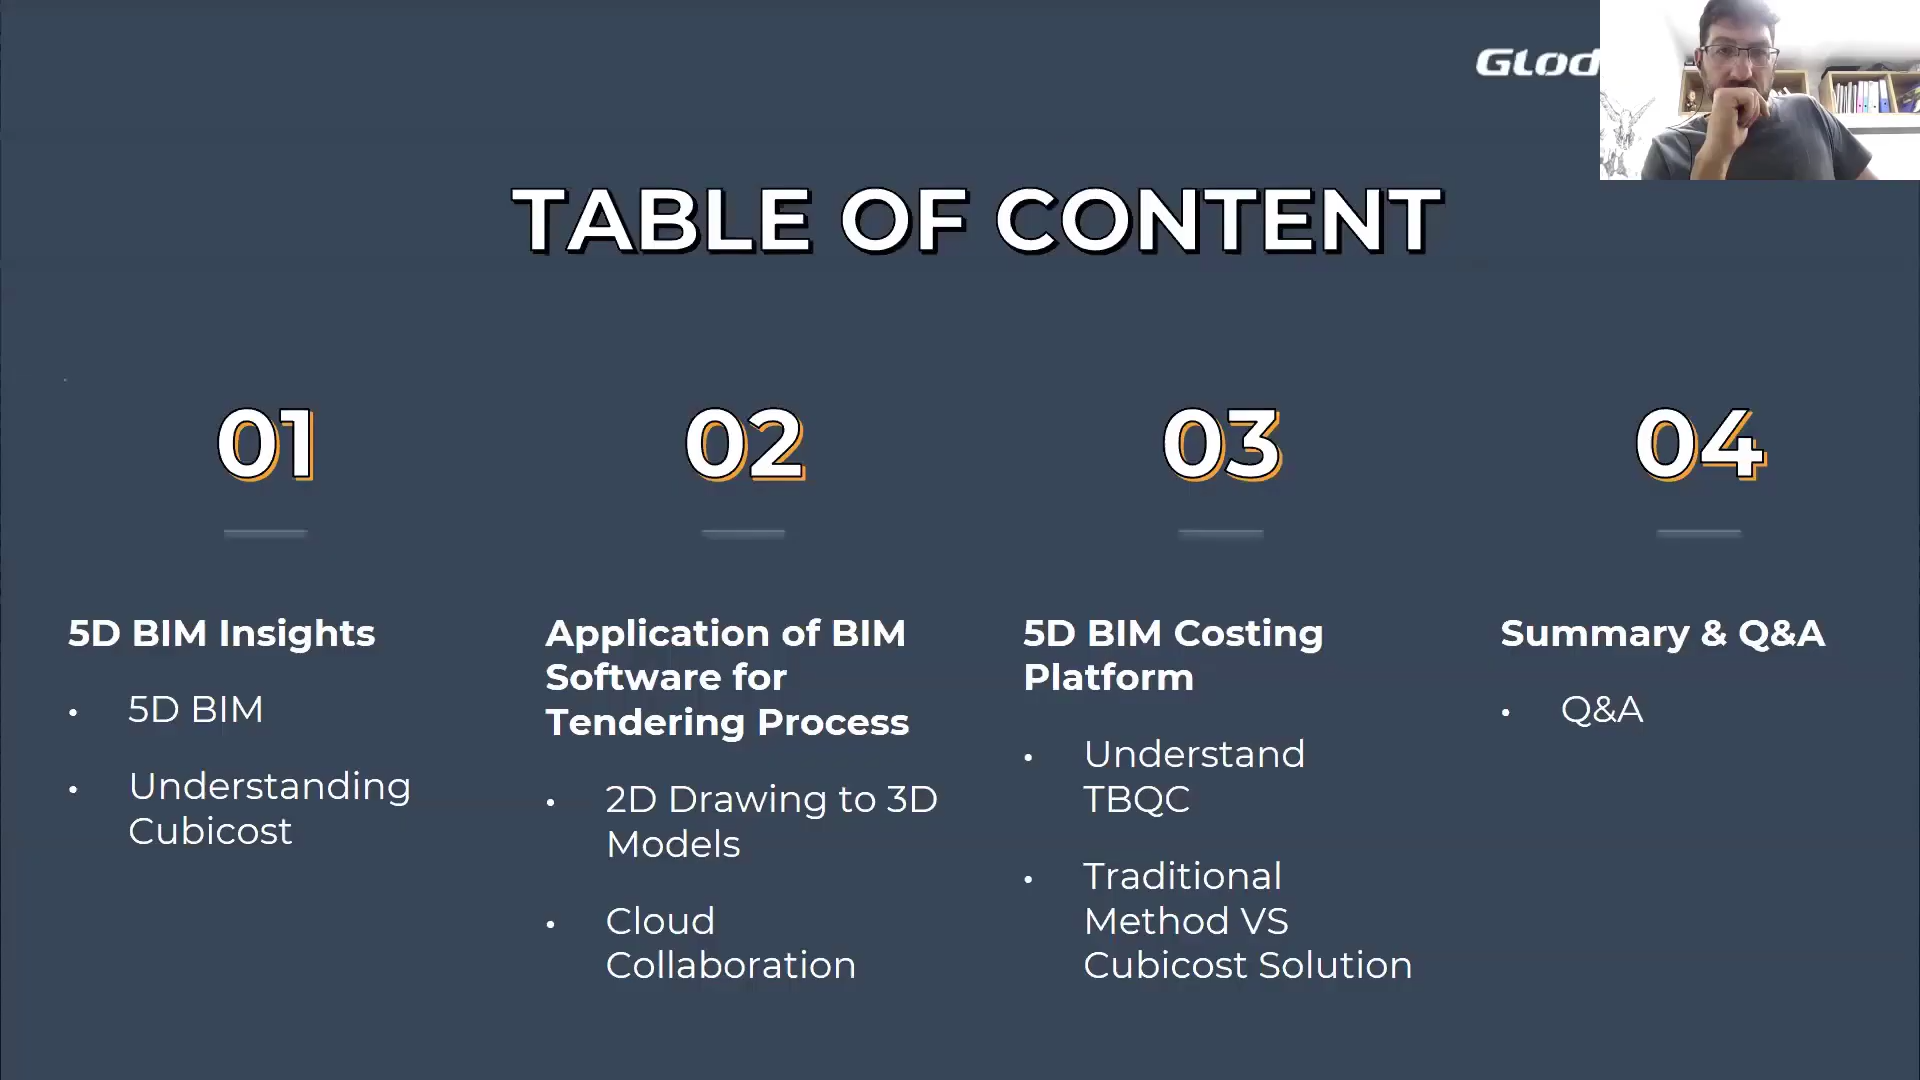 GLOD
TABLE OF CONTENT
01
5D BIM Insights
• 5D BIM
• Understanding
Cubicost
02
Application of BIM
Software for
Tendering Process
• 2D Drawing to 3D
Models
• Cloud
Collaboration
03
5D BIM Costing
Platform
• Understand
TBQC
• Traditional
Method VS
Cubicost Solution
04
Summary & Q&A
• Q&A